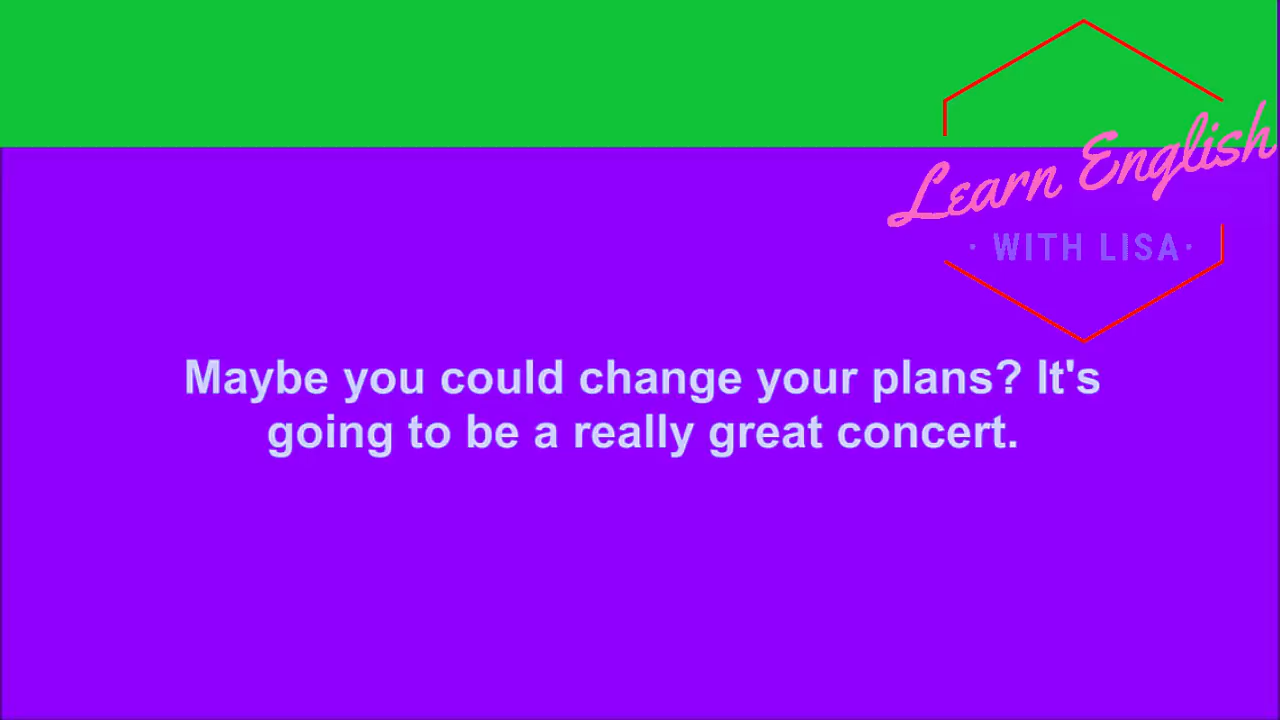 Learn English
· WITH LISA·
Maybe you could change your plans? It's
going to be a really great concert.